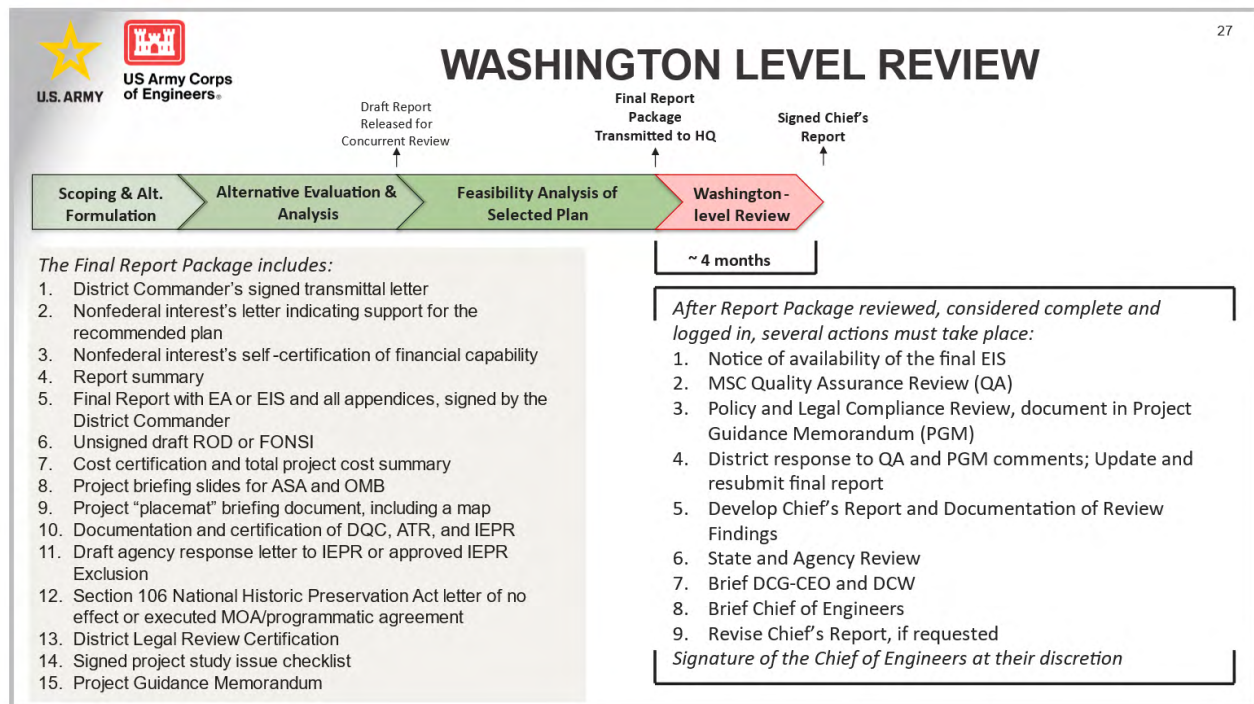 27
U.S. ARMY
US Army Corps
of Engineers®
WASHINGTON LEVEL REVIEW
Draft Report
Released for
Concurrent Review
Final Report
Package
Transmitted to HQ
Signed Chief's
Report
Scoping & Alt.
Formulation
Alternative Evaluation &
Analysis
Feasibility Analysis of
Selected Plan
Washington -
level Review
~ 4 months
The Final Report Package includes:
1. District Commander's signed transmittal letter
2. Nonfederal interest's letter indicating support for the
recommended plan
3. Nonfederal interest's self-certification of financial capability
4. Report summary
5. Final Report with EA or EIS and all appendices, signed by the
District Commander
6. Unsigned draft ROD or FONSI
7. Cost certification and total project cost summary
8. Project briefing slides for ASA and OMB
9. Project "placemat" briefing document, including a map
10. Documentation and certification of DQC, ATR, and IEPR
11. Draft agency response letter to IEPR or approved IEPR
Exclusion
12. Section 106 National Historic Preservation Act letter of no
effect or executed MOA/programmatic agreement
13. District Legal Review Certification
14. Signed project study issue checklist
15. Project Guidance Memorandum
After Report Package reviewed, considered complete and
logged in, several actions must take place:
1. Notice of availability of the final EIS
2. MSC Quality Assurance Review (QA)
3. Policy and Legal Compliance Review, document in Project
Guidance Memorandum (PGM)
4. District response to QA and PGM comments; Update and
resubmit final report
5. Develop Chief's Report and Documentation of Review
Findings
6. State and Agency Review
7. Brief DCG-CEO and DCW
8. Brief Chief of Engineers
9. Revise Chief's Report, if requested
Signature of the Chief of Engineers at their discretion